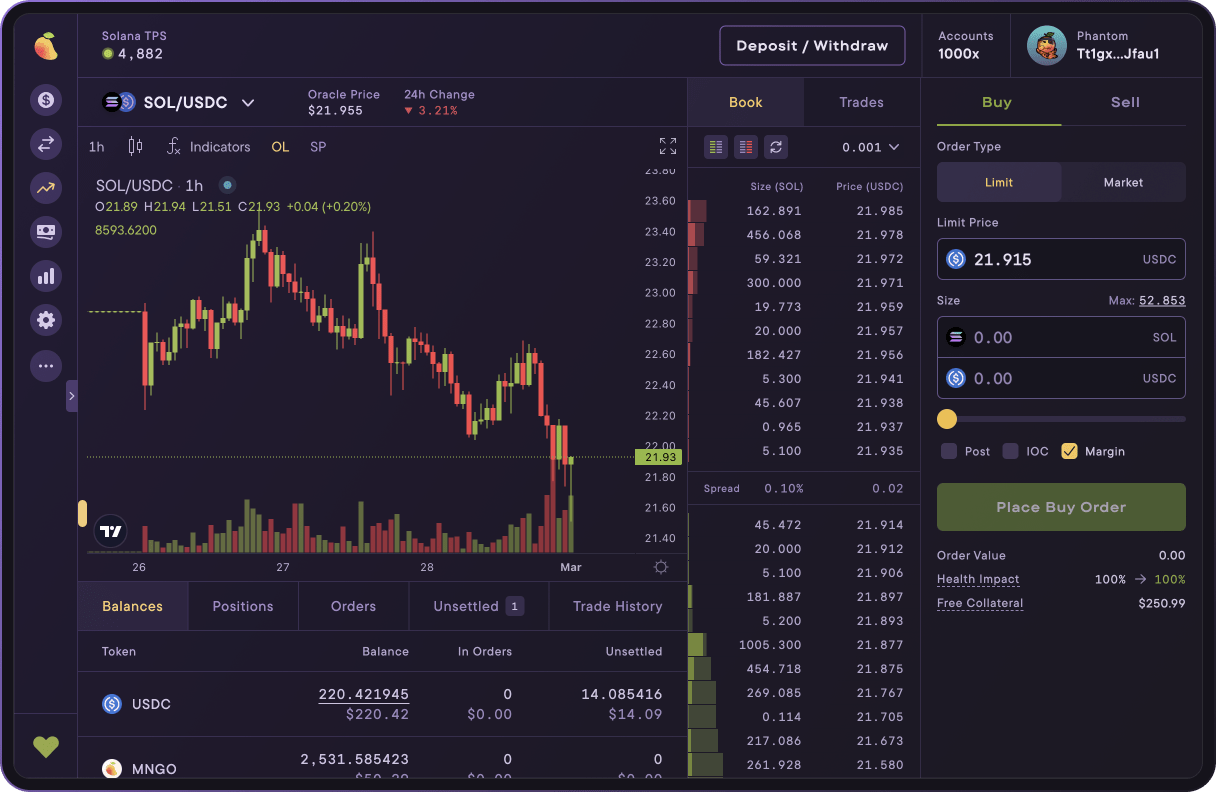 Solana TPS
4,882
Deposit / Withdraw
Accounts
1000x
Phantom
Tt1gx...Jfau1
SOL/USDC
Oracle Price
$21.955
24h Change
▼ 3.21%
1h
Indicators
OL
SP
SOL/USDC · 1h
O21.89 H21.94 L21.51 C21.93 +0.04 (+0.20%)
8593.6200
23.80
23.60
23.40
23.20
23.00
22.80
22.60
22.40
22.20
22.00
21.93
21.80
21.60
21.40
26
27
28
Mar
Book
Trades
0.001
Size (SOL) Price (USDC)
162.891 21.985
456.068 21.978
59.321 21.972
300.000 21.971
19.773 21.959
20.000 21.957
182.427 21.956
5.300 21.941
45.607 21.938
0.965 21.937
5.100 21.935
Spread 0.10% 0.02
45.472 21.914
20.000 21.912
5.100 21.906
181.887 21.897
5.200 21.893
1005.300 21.877
454.718 21.875
269.085 21.767
0.114 21.705
217.086 21.673
261.928 21.580
Buy
Sell
Order Type
Limit
Market
Limit Price
21.915 USDC
Size Max: 52.853
0.00 SOL
0.00 USDC
Post
IOC
Margin
Place Buy Order
Order Value 0.00
Health Impact 100% → 100%
Free Collateral $250.99
Balances
Positions
Orders
Unsettled 1
Trade History
Token Balance In Orders Unsettled
USDC 220.421945 0 14.085416
$220.42 $0.00 $14.09
MNGO 2,531.585423 0 0